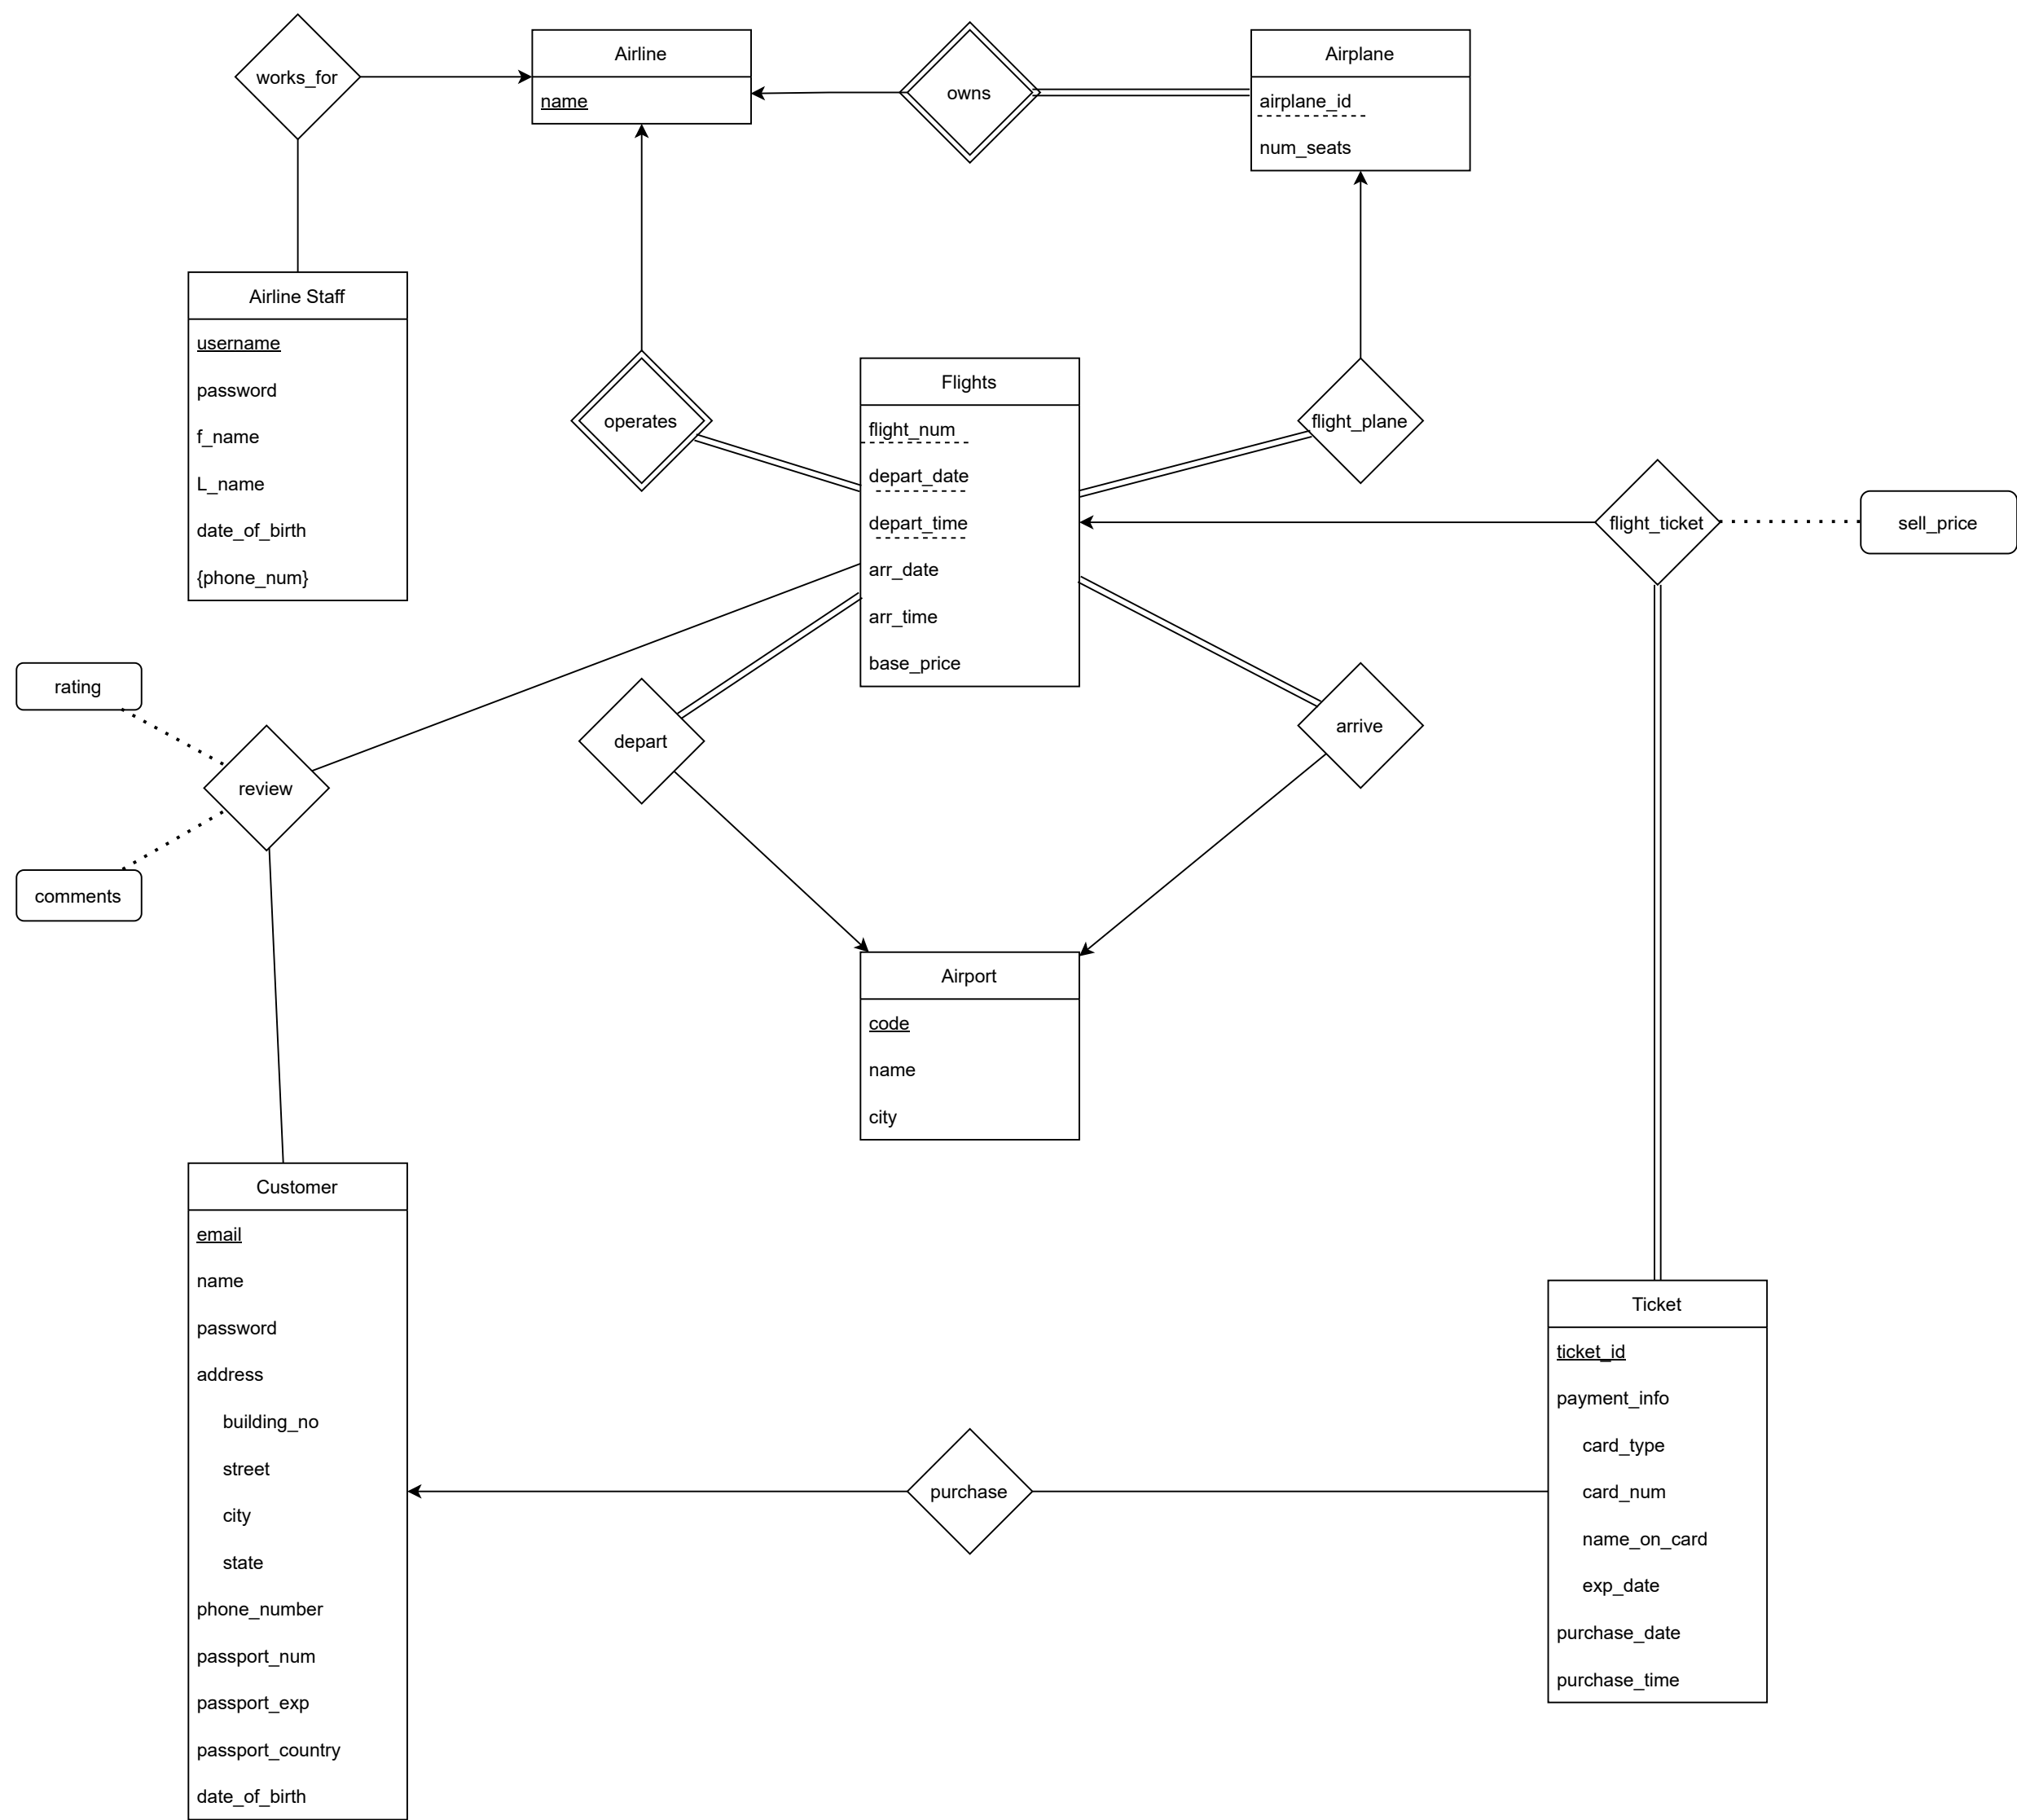 works_for
Airline
name
owns
Airplane
airplane_id
num_seats
Airline Staff
username
password
f_name
L_name
date_of_birth
{phone_num}
operates
Flights
flight_num
depart_date
depart_time
arr_date
arr_time
base_price
flight_plane
flight_ticket
sell_price
rating
review
comments
depart
arrive
Airport
code
name
city
Customer
email
name
password
address
building_no
street
city
state
phone_number
passport_num
passport_exp
passport_country
date_of_birth
purchase
Ticket
ticket_id
payment_info
card_type
card_num
name_on_card
exp_date
purchase_date
purchase_time